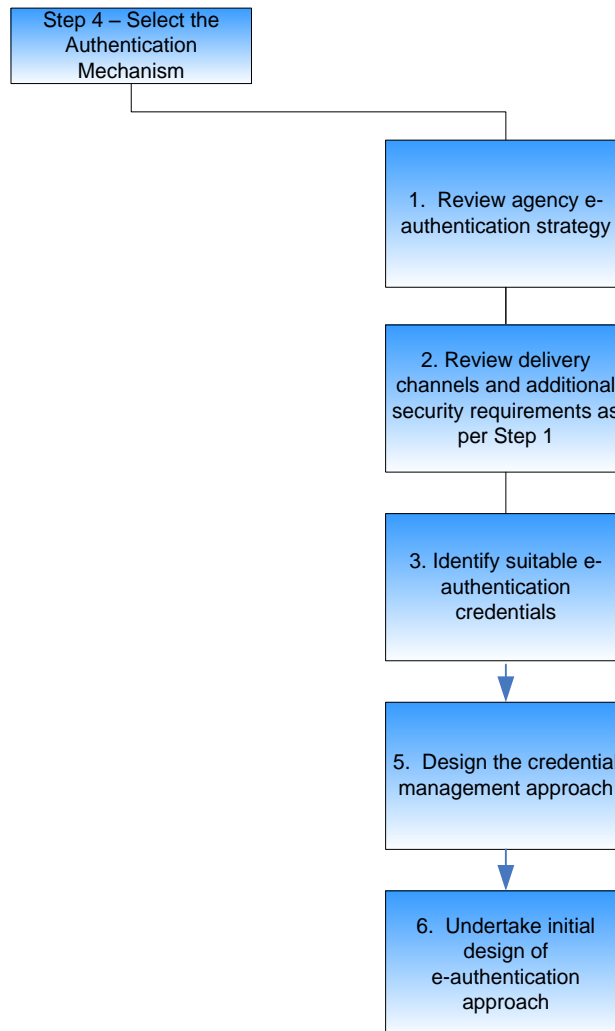 Step 4 – Select the
Authentication
Mechanism
1. Review agency e-
authentication strategy
2. Review delivery
channels and additional
security requirements as
per Step 1
3. Identify suitable e-
authentication
credentials
5. Design the credential
management approach
6. Undertake initial
design of
e-authentication
approach